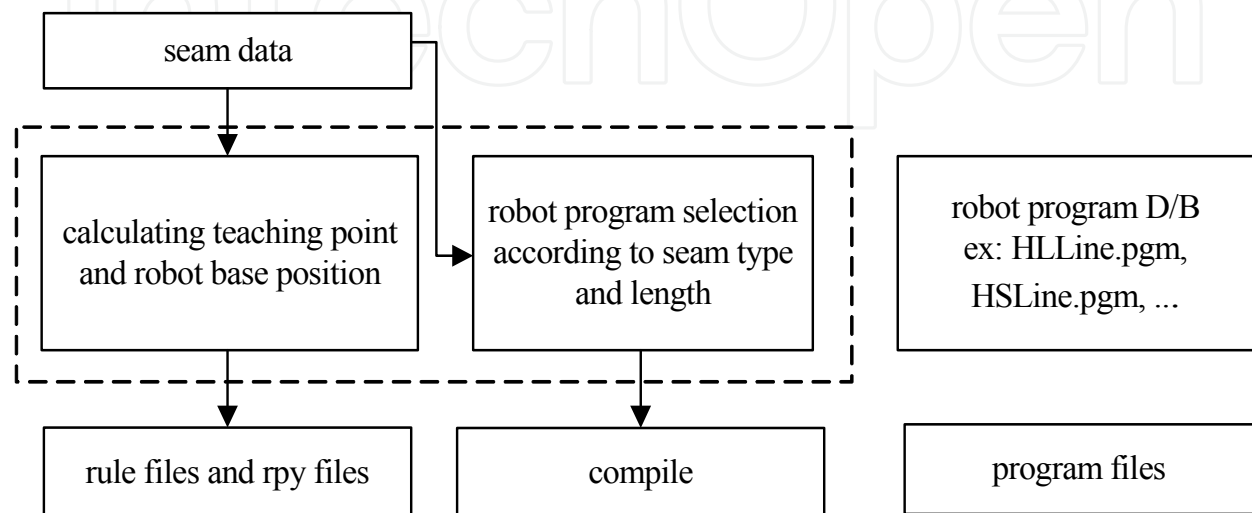 seam data
calculating teaching point
and robot base position
robot program selection
according to seam type
and length
robot program D/B
ex: HLLine.pgm,
HSLine.pgm, ...
rule files and rpy files
compile
program files